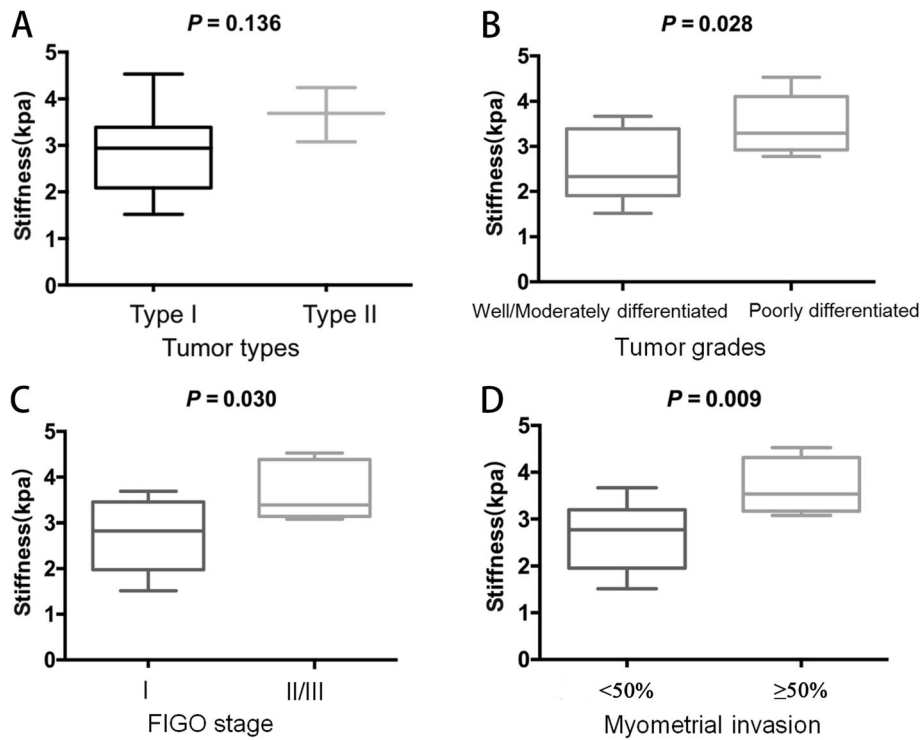 A
P = 0.136
Stiffness(kpa)
5
4
3
2
1
0
Type I
Type II
Tumor types
B
P = 0.028
Stiffness(kpa)
5
4
3
2
1
0
Well/Moderately differentiated
Poorly differentiated
Tumor grades
C
P = 0.030
Stiffness(kpa)
5
4
3
2
1
0
I
II/III
FIGO stage
D
P = 0.009
Stiffness(kpa)
5
4
3
2
1
0
<50%
≥50%
Myometrial invasion